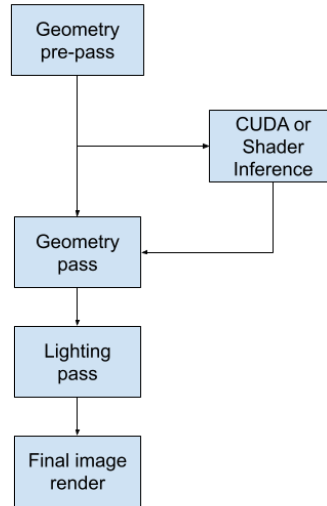 Geometry
pre-pass
CUDA or
Shader
Inference
Geometry
pass
Lighting
pass
Final image
render